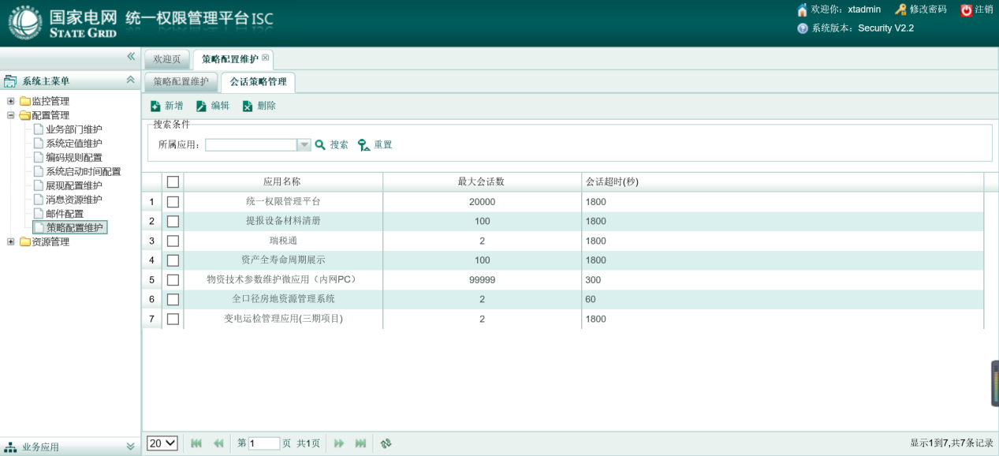 国家电网 统一权限管理平台ISC
STATE GRID
欢迎你: xtadmin 修改密码 注销
系统版本: Security V2.2
欢迎页 策略配置维护
系统主菜单
策略配置维护 会话策略管理
监控管理
配置管理
业务部门维护
系统定值维护
编码规则配置
系统启动时间配置
展现配置维护
消息资源维护
邮件配置
策略配置维护
资源管理
业务应用
新增 编辑 删除
搜索条件
所属应用: 搜索 重置
应用名称 最大会话数 会话超时(秒)
1 统一权限管理平台 20000 1800
2 提报设备材料清册 100 1800
3 瑞税通 2 1800
4 资产全寿命周期展示 100 1800
5 物资技术参数维护微应用（内网PC） 99999 300
6 全口径房地资源管理系统 2 60
7 变电运检管理应用(三期项目) 2 1800
20 第 1 页 共1页 显示1到7,共7条记录